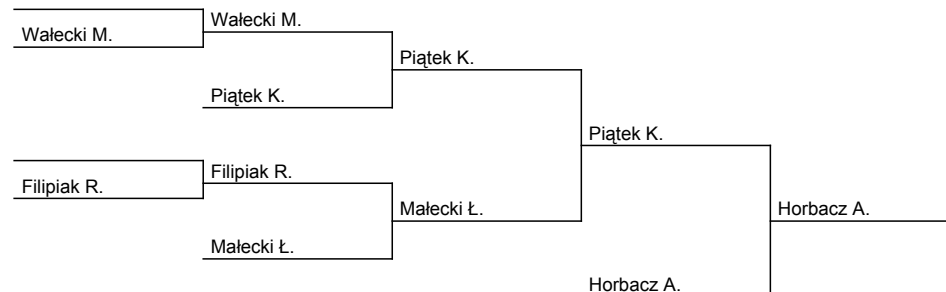 Wałecki M.
Wałecki M.
Piątek K.
Piątek K.
Piątek K.
Filipiak R.
Filipiak R.
Małecki Ł.
Horbacz A.
Małecki Ł.
Horbacz A.